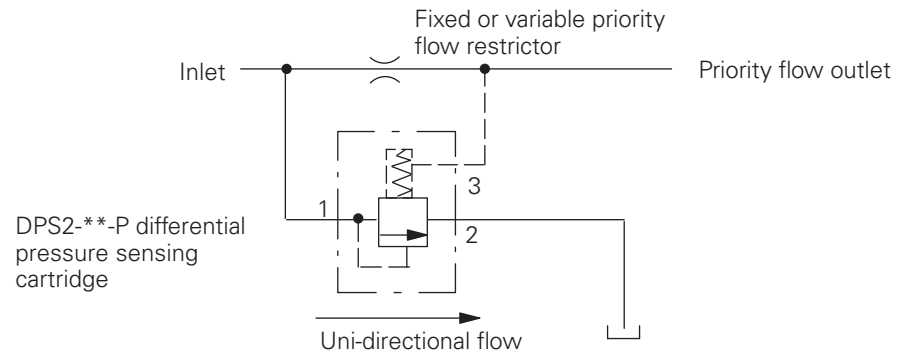 Fixed or variable priority
flow restrictor
Inlet
Priority flow outlet
3
1
2
DPS2-**-P differential
pressure sensing
cartridge
Uni-directional flow